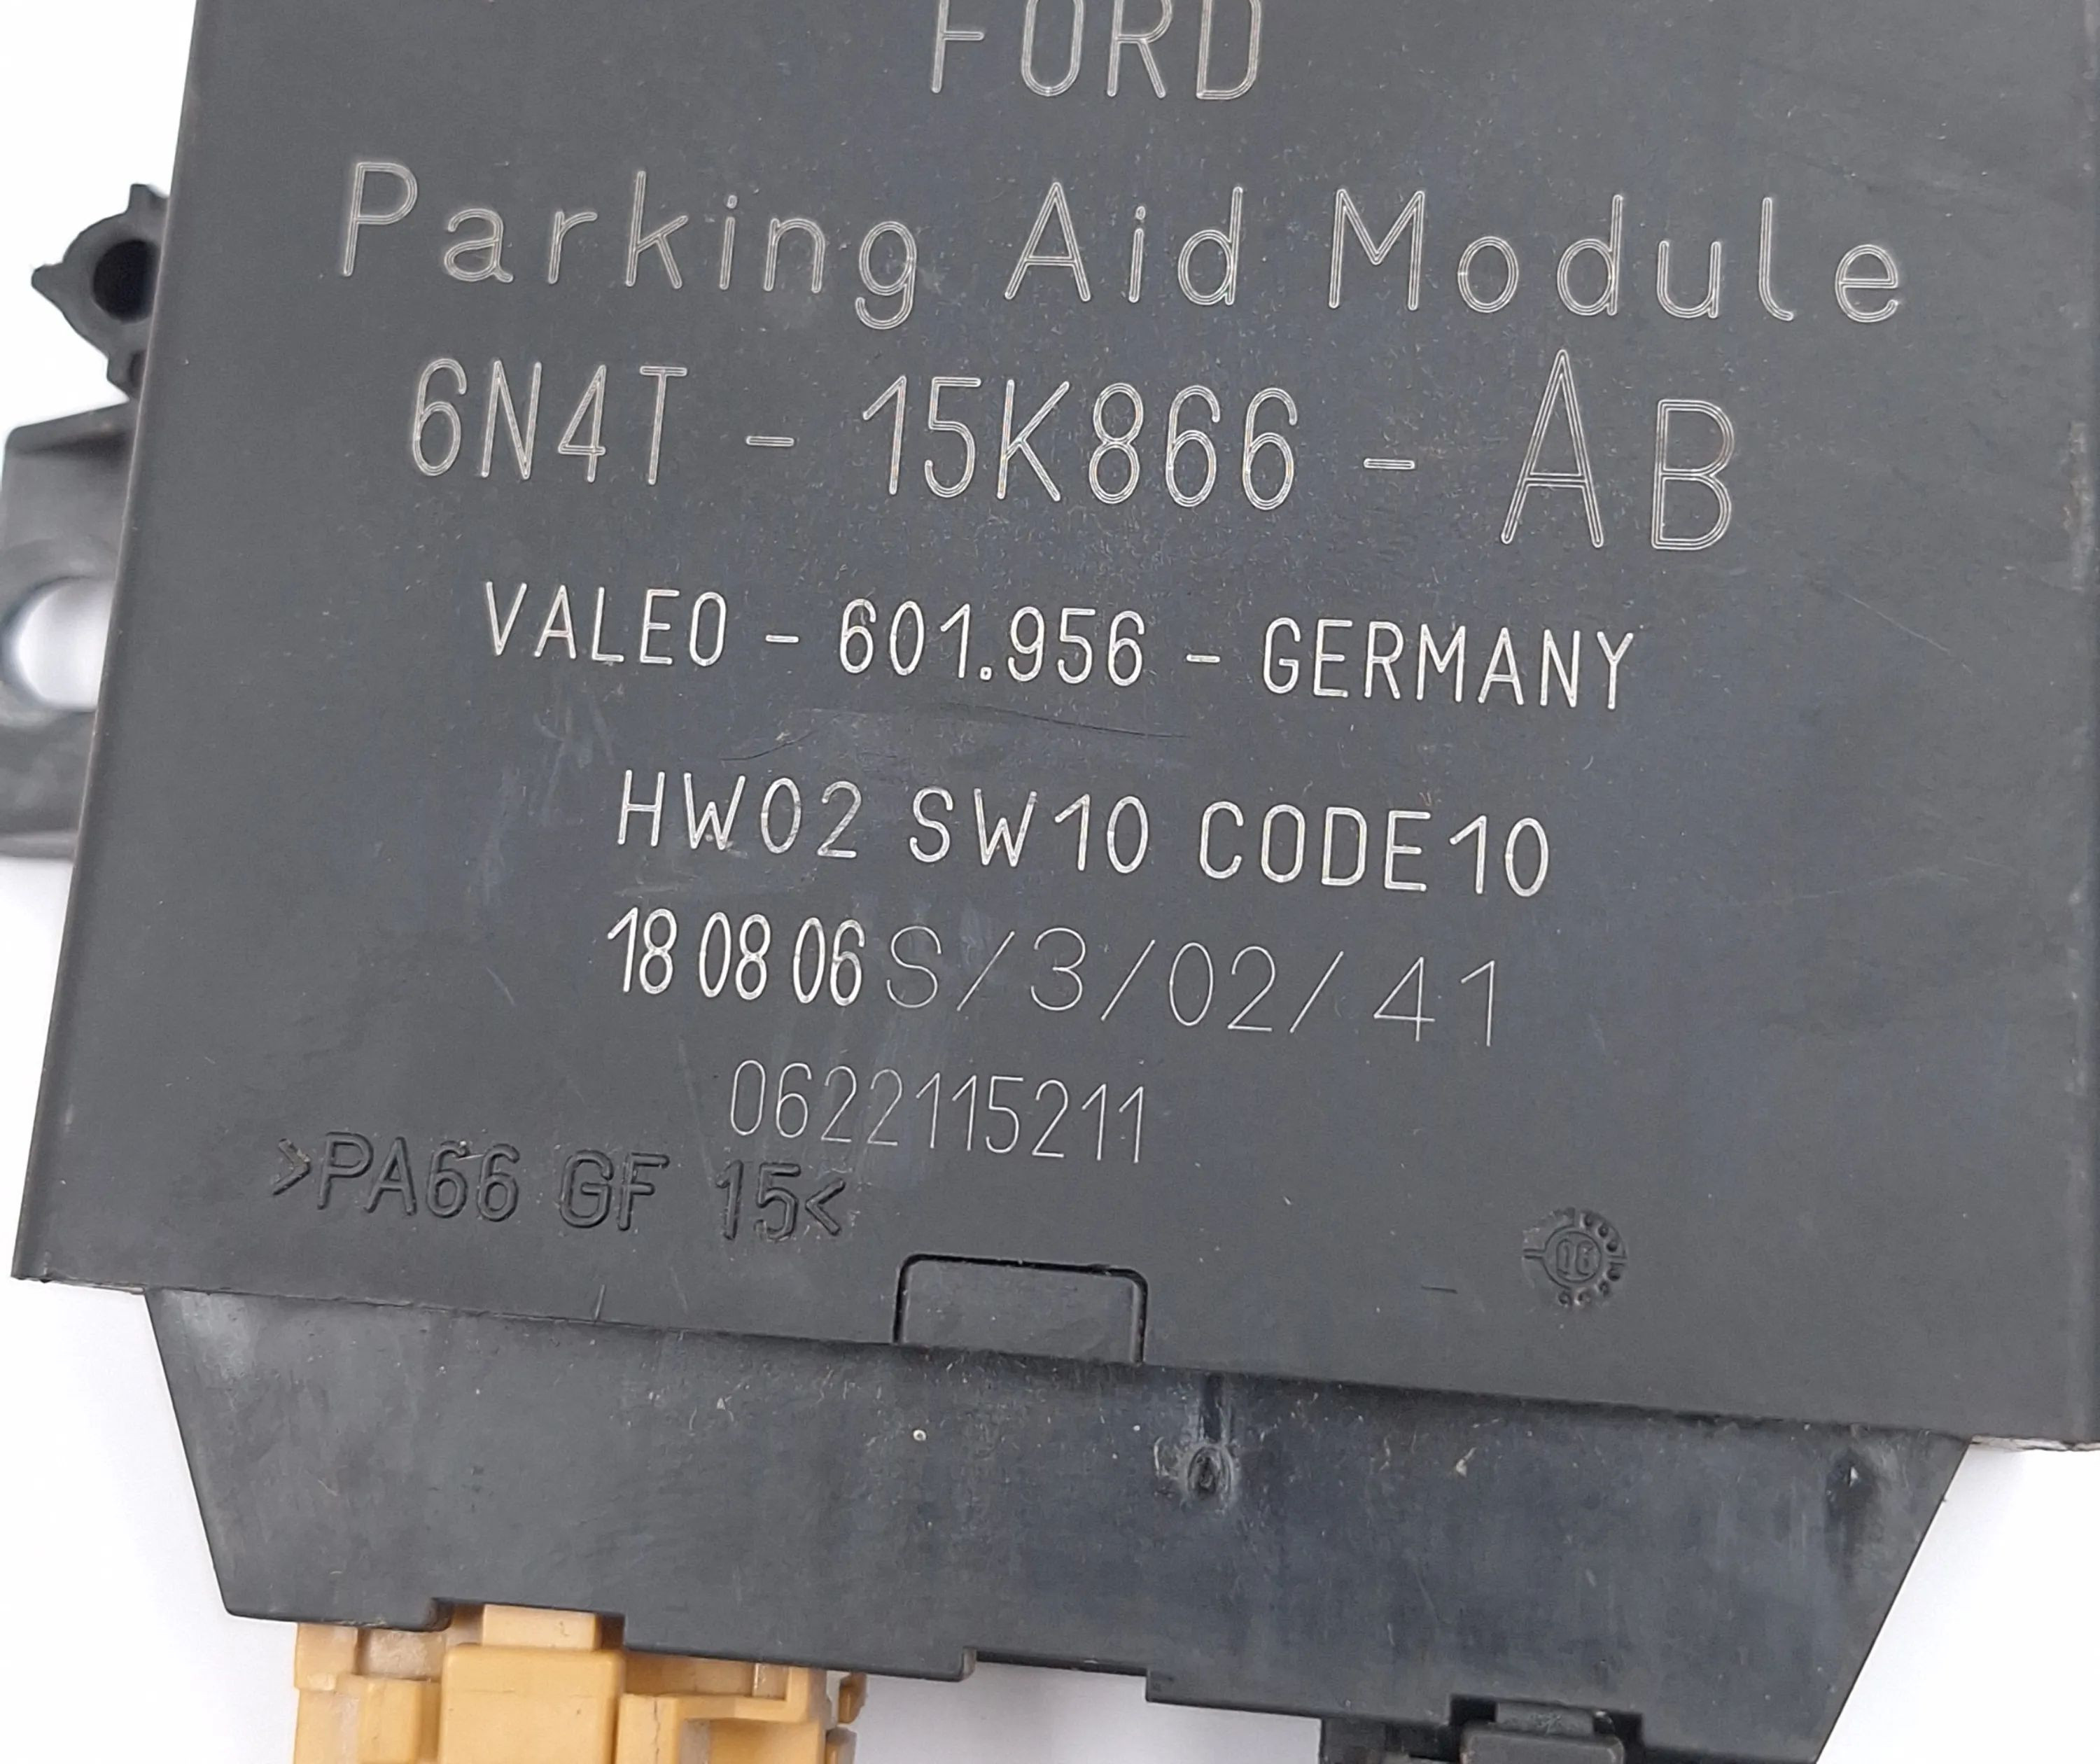 FORD
Parking Aid Module
6N4T - 15K866 - AB
VALEO - 601.956 - GERMANY
HW02 SW10 CODE10
18 08 06 S/3/02/41
0622115211
>PA66 GF 15<